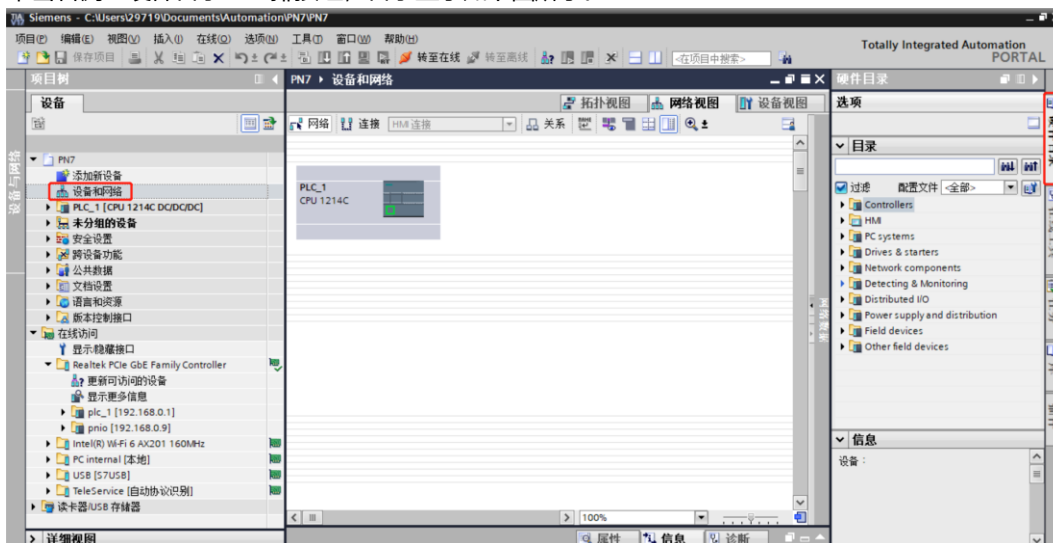 Siemens - C:\Users\29719\Documents\Automation\PN7\PN7
项目(P) 编辑(E) 视图(V) 插入(I) 在线(O) 选项(N) 工具(T) 窗口(W) 帮助(H)
Totally Integrated Automation
PORTAL
保存项目 转至在线 转至离线 <在项目中搜索>
项目树
PN7 ▸ 设备和网络
硬件目录
设备
拓扑视图 网络视图 设备视图
选项
网络 连接 HMI 连接 关系
设备与网络
PN7
添加新设备
设备和网络
PLC_1 [CPU 1214C DC/DC/DC]
未分组的设备
安全设置
跨设备功能
公共数据
文档设置
语言和资源
版本控制接口
在线访问
显示/隐藏接口
Realtek PCIe GbE Family Controller
更新可访问的设备
显示更多信息
plc_1 [192.168.0.1]
pnio [192.168.0.9]
Intel(R) Wi-Fi 6 AX201 160MHz
PC internal [本地]
USB [S7USB]
TeleService [自动协议识别]
读卡器/USB 存储器
详细视图
PLC_1
CPU 1214C
网络数据
100%
属性 信息 诊断
目录
过滤 配置文件 <全部>
Controllers
HMI
PC systems
Drives & starters
Network components
Detecting & Monitoring
Distributed I/O
Power supply and distribution
Field devices
Other field devices
信息
设备：